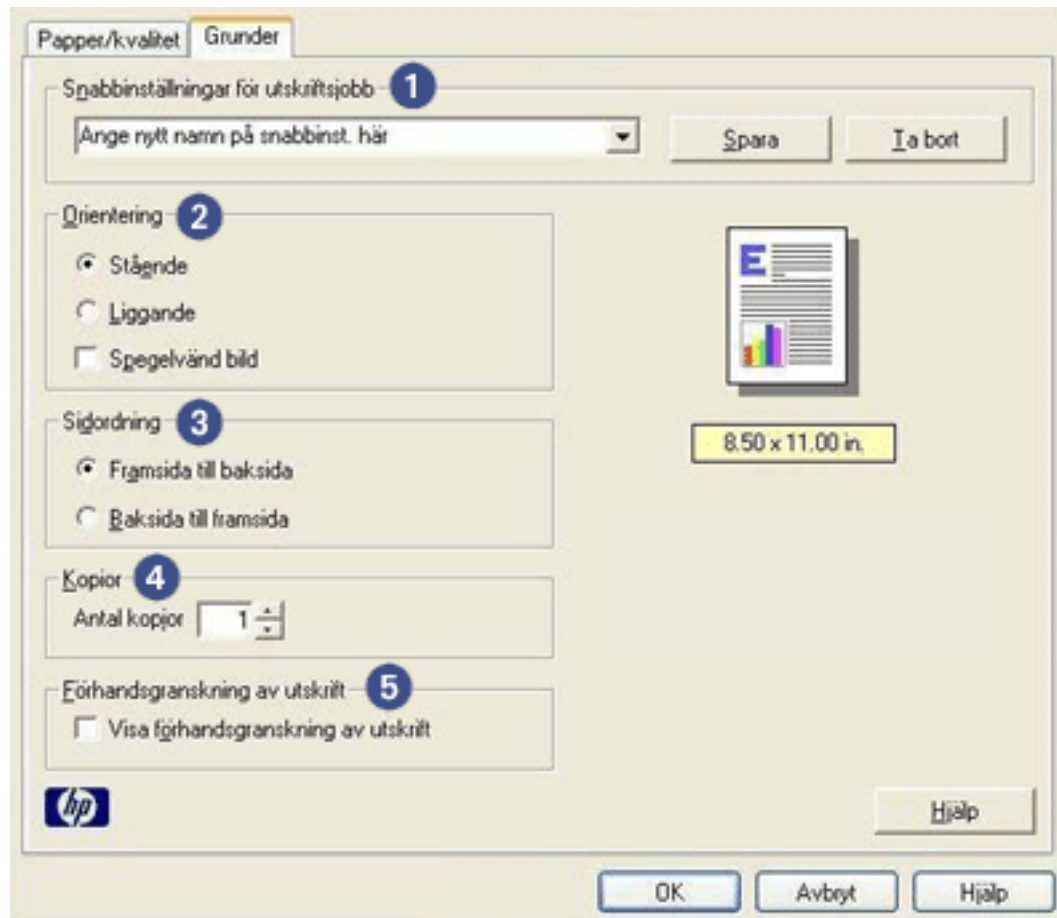 Papper/kvalitet Grunder
Snabbinställningar för utskriftsjobb 1
Ange nytt namn på snabbinst. här Spara Ta bort
Orientering 2
Stående
Liggande
Spegelvänd bild
E
8.50 x 11.00 in.
Sidordning 3
Framsida till baksida
Baksida till framsida
Kopior 4
Antal kopior 1
Förhandsgranskning av utskrift 5
Visa förhandsgranskning av utskrift
hp
Hjälp
OK Avbryt Hjälp